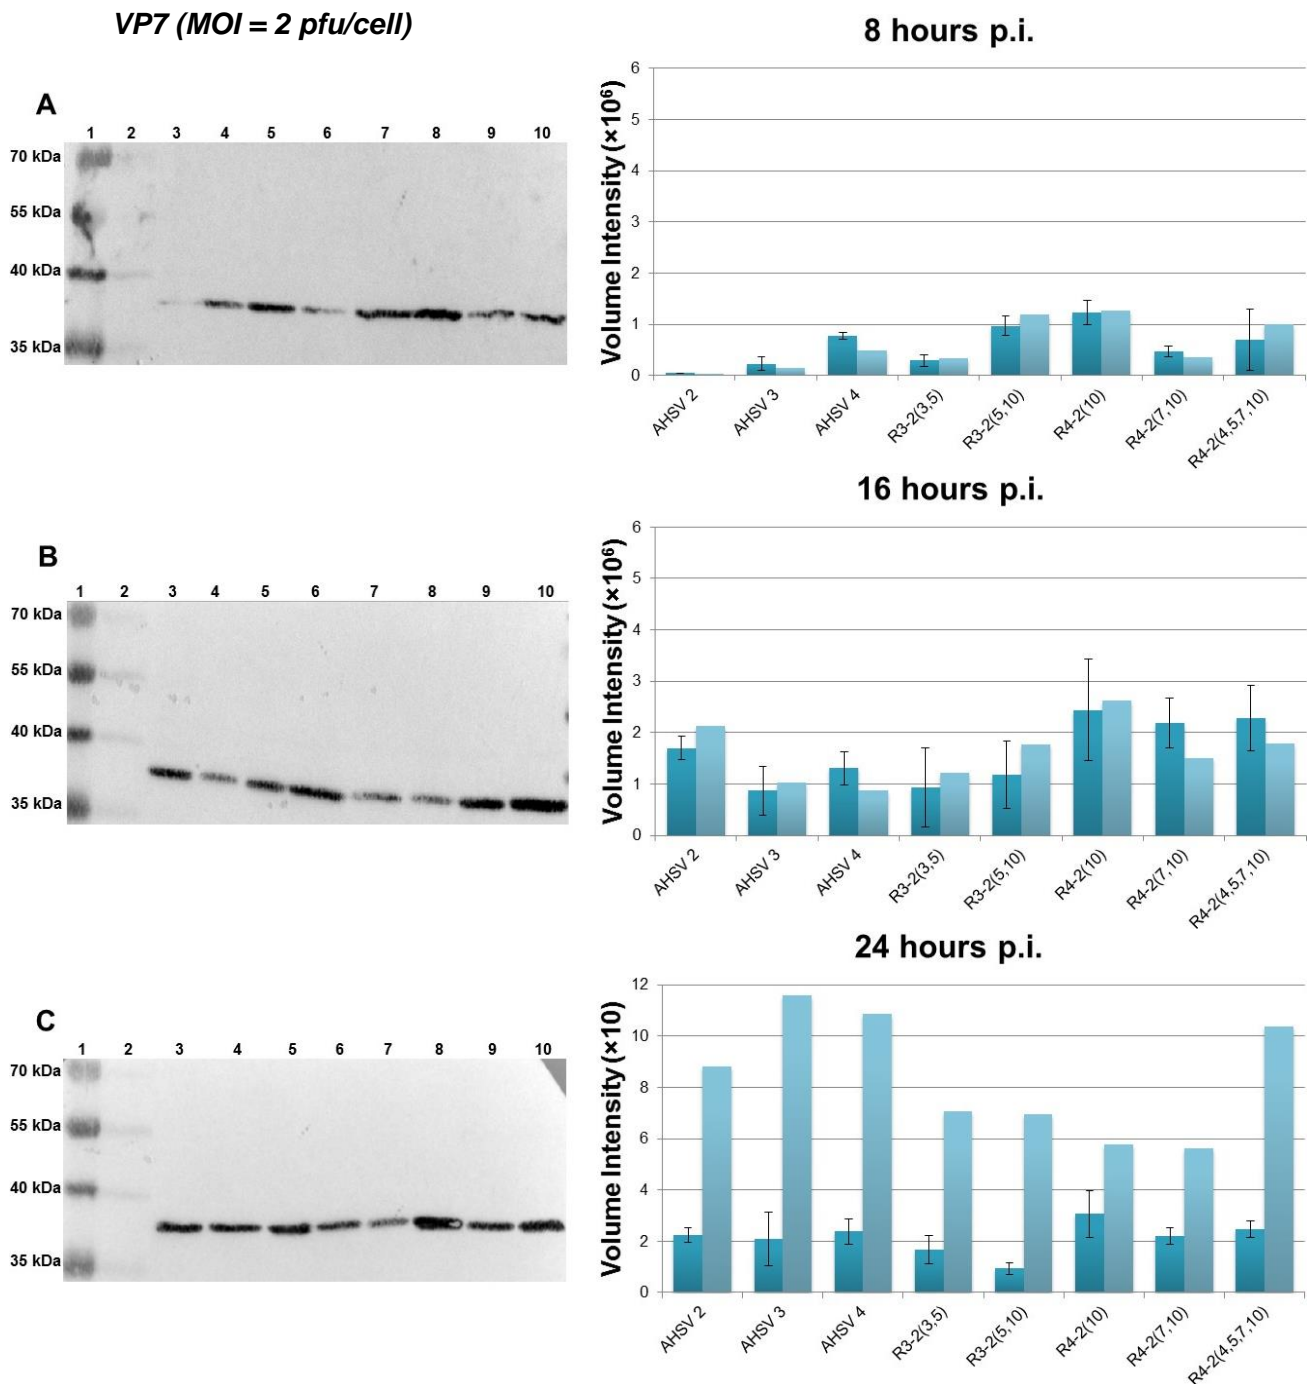 VP7 (MOI = 2 pfu/cell)
A
1 2 3 4 5 6 7 8 9 10
70 kDa
55 kDa
40 kDa
35 kDa
8 hours p.i.
Volume Intensity (×10⁶)
6
5
4
3
2
1
0
AHSV 2
AHSV 3
AHSV 4
R3-2(3,5)
R3-2(5,10)
R4-2(10)
R4-2(7,10)
R4-2(4,5,7,10)
B
1 2 3 4 5 6 7 8 9 10
70 kDa
55 kDa
40 kDa
35 kDa
16 hours p.i.
Volume Intensity (×10⁶)
6
5
4
3
2
1
0
AHSV 2
AHSV 3
AHSV 4
R3-2(3,5)
R3-2(5,10)
R4-2(10)
R4-2(7,10)
R4-2(4,5,7,10)
C
1 2 3 4 5 6 7 8 9 10
70 kDa
55 kDa
40 kDa
35 kDa
24 hours p.i.
Volume Intensity (×10)
12
10
8
6
4
2
0
AHSV 2
AHSV 3
AHSV 4
R3-2(3,5)
R3-2(5,10)
R4-2(10)
R4-2(7,10)
R4-2(4,5,7,10)